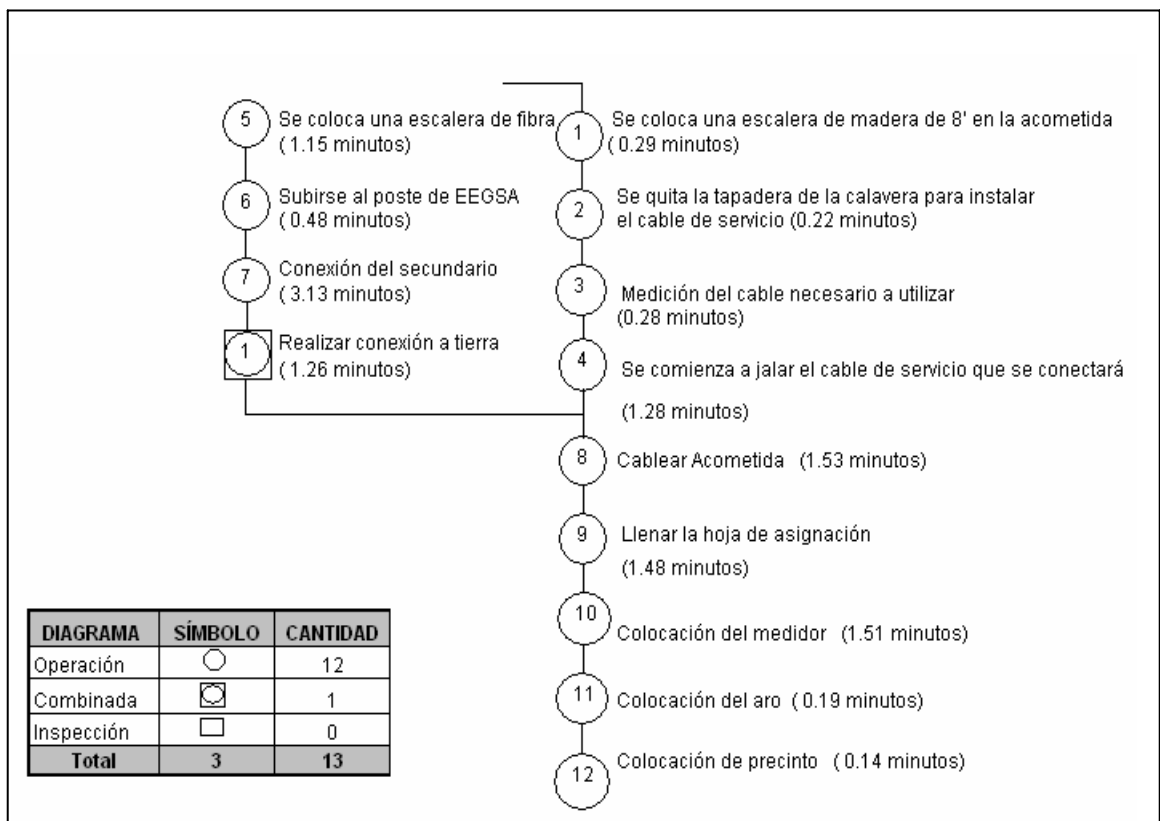 5
Se coloca una escalera de fibra
( 1.15 minutos)
6
Subirse al poste de EEGSA
( 0.48 minutos)
7
Conexión del secundario
( 3.13 minutos)
1
Realizar conexión a tierra
( 1.26 minutos)
1
Se coloca una escalera de madera de 8' en la acometida
( 0.29 minutos)
2
Se quita la tapadera de la calavera para instalar
el cable de servicio (0.22 minutos)
3
Medición del cable necesario a utilizar
(0.28 minutos)
4
Se comienza a jalar el cable de servicio que se conectará
(1.28 minutos)
8
Cablear Acometida (1.53 minutos)
9
Llenar la hoja de asignación
(1.48 minutos)
10
Colocación del medidor (1.51 minutos)
11
Colocación del aro ( 0.19 minutos)
12
Colocación de precinto ( 0.14 minutos)
DIAGRAMA SÍMBOLO CANTIDAD
Operación 12
Combinada 1
Inspección 0
Total 3 13